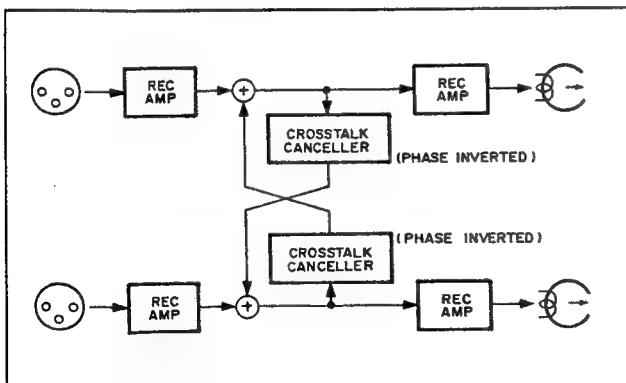 REC
AMP
REC
AMP
CROSSTALK
CANCELLER
(PHASE INVERTED)
(PHASE INVERTED)
CROSSTALK
CANCELLER
REC
AMP
REC
AMP